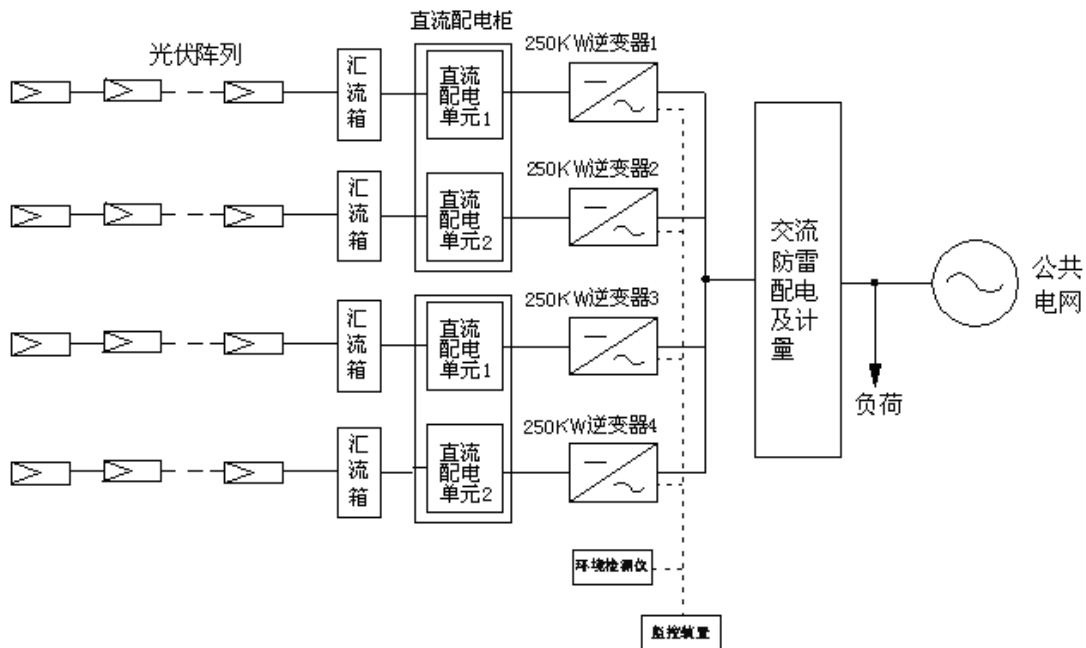 直流配电柜
光伏阵列
250KW逆变器1
汇
流
箱
直流
配电
单元1
250KW逆变器2
汇
流
箱
直流
配电
单元2
250KW逆变器3
汇
流
箱
直流
配电
单元1
250KW逆变器4
汇
流
箱
直流
配电
单元2
交流
防雷
配电
及计
量
公共
电网
负荷
环境检测仪
监控装置